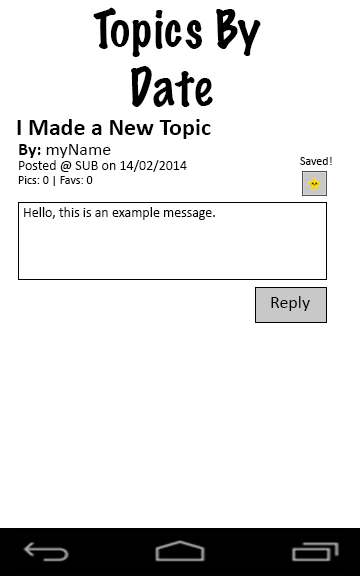 Topics By
Date
I Made a New Topic
By: myName
Posted @ SUB on 14/02/2014
Saved!
Pics: 0 | Favs: 0
Hello, this is an example message.
Reply